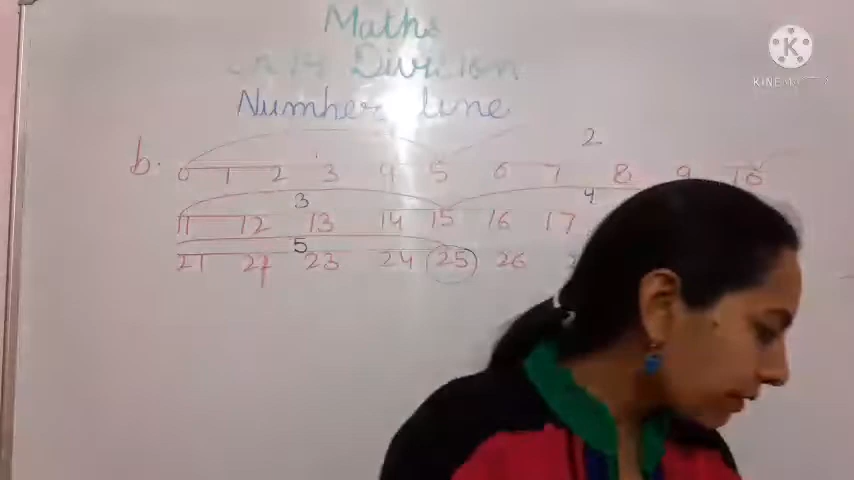 Maths
Division
Number line
2
b. 0 1 2 3 4 5 6 7 8 9 10
3 4
11 12 13 14 15 16 17
5
21 22 23 24 25 26
K
KINEMASTER